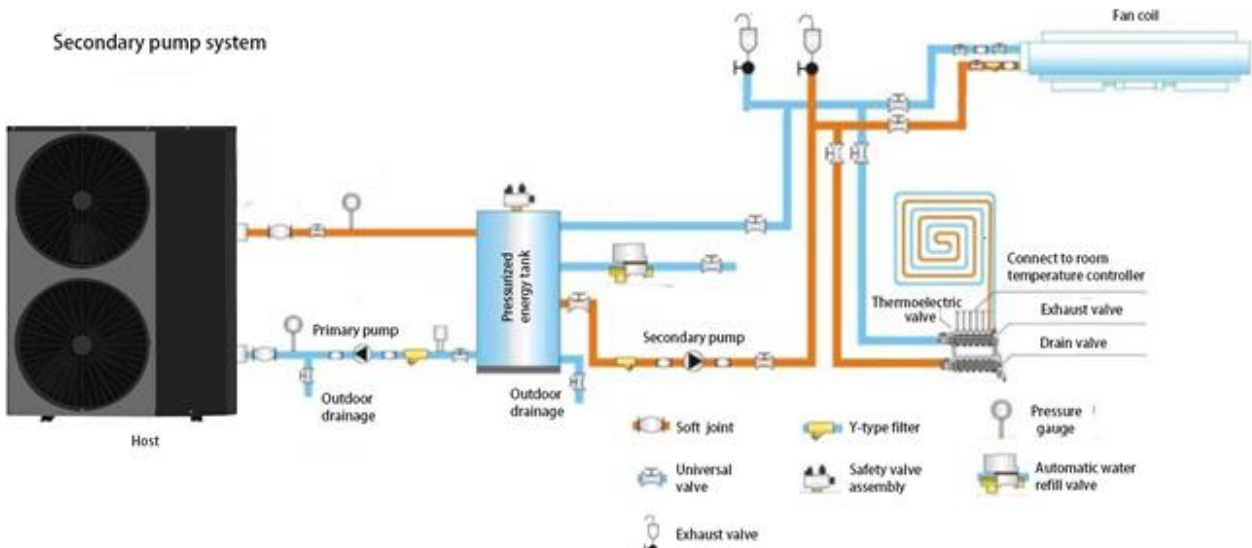 Secondary pump system
Fan coil
Pressurized
energy tank
Connect to room
temperature controller
Thermoelectric
valve
Exhaust valve
Drain valve
Primary pump
Secondary pump
Outdoor
drainage
Outdoor
drainage
Host
Soft joint
Y-type filter
Pressure
gauge
Universal
valve
Safety valve
assembly
Automatic water
refill valve
Exhaust valve